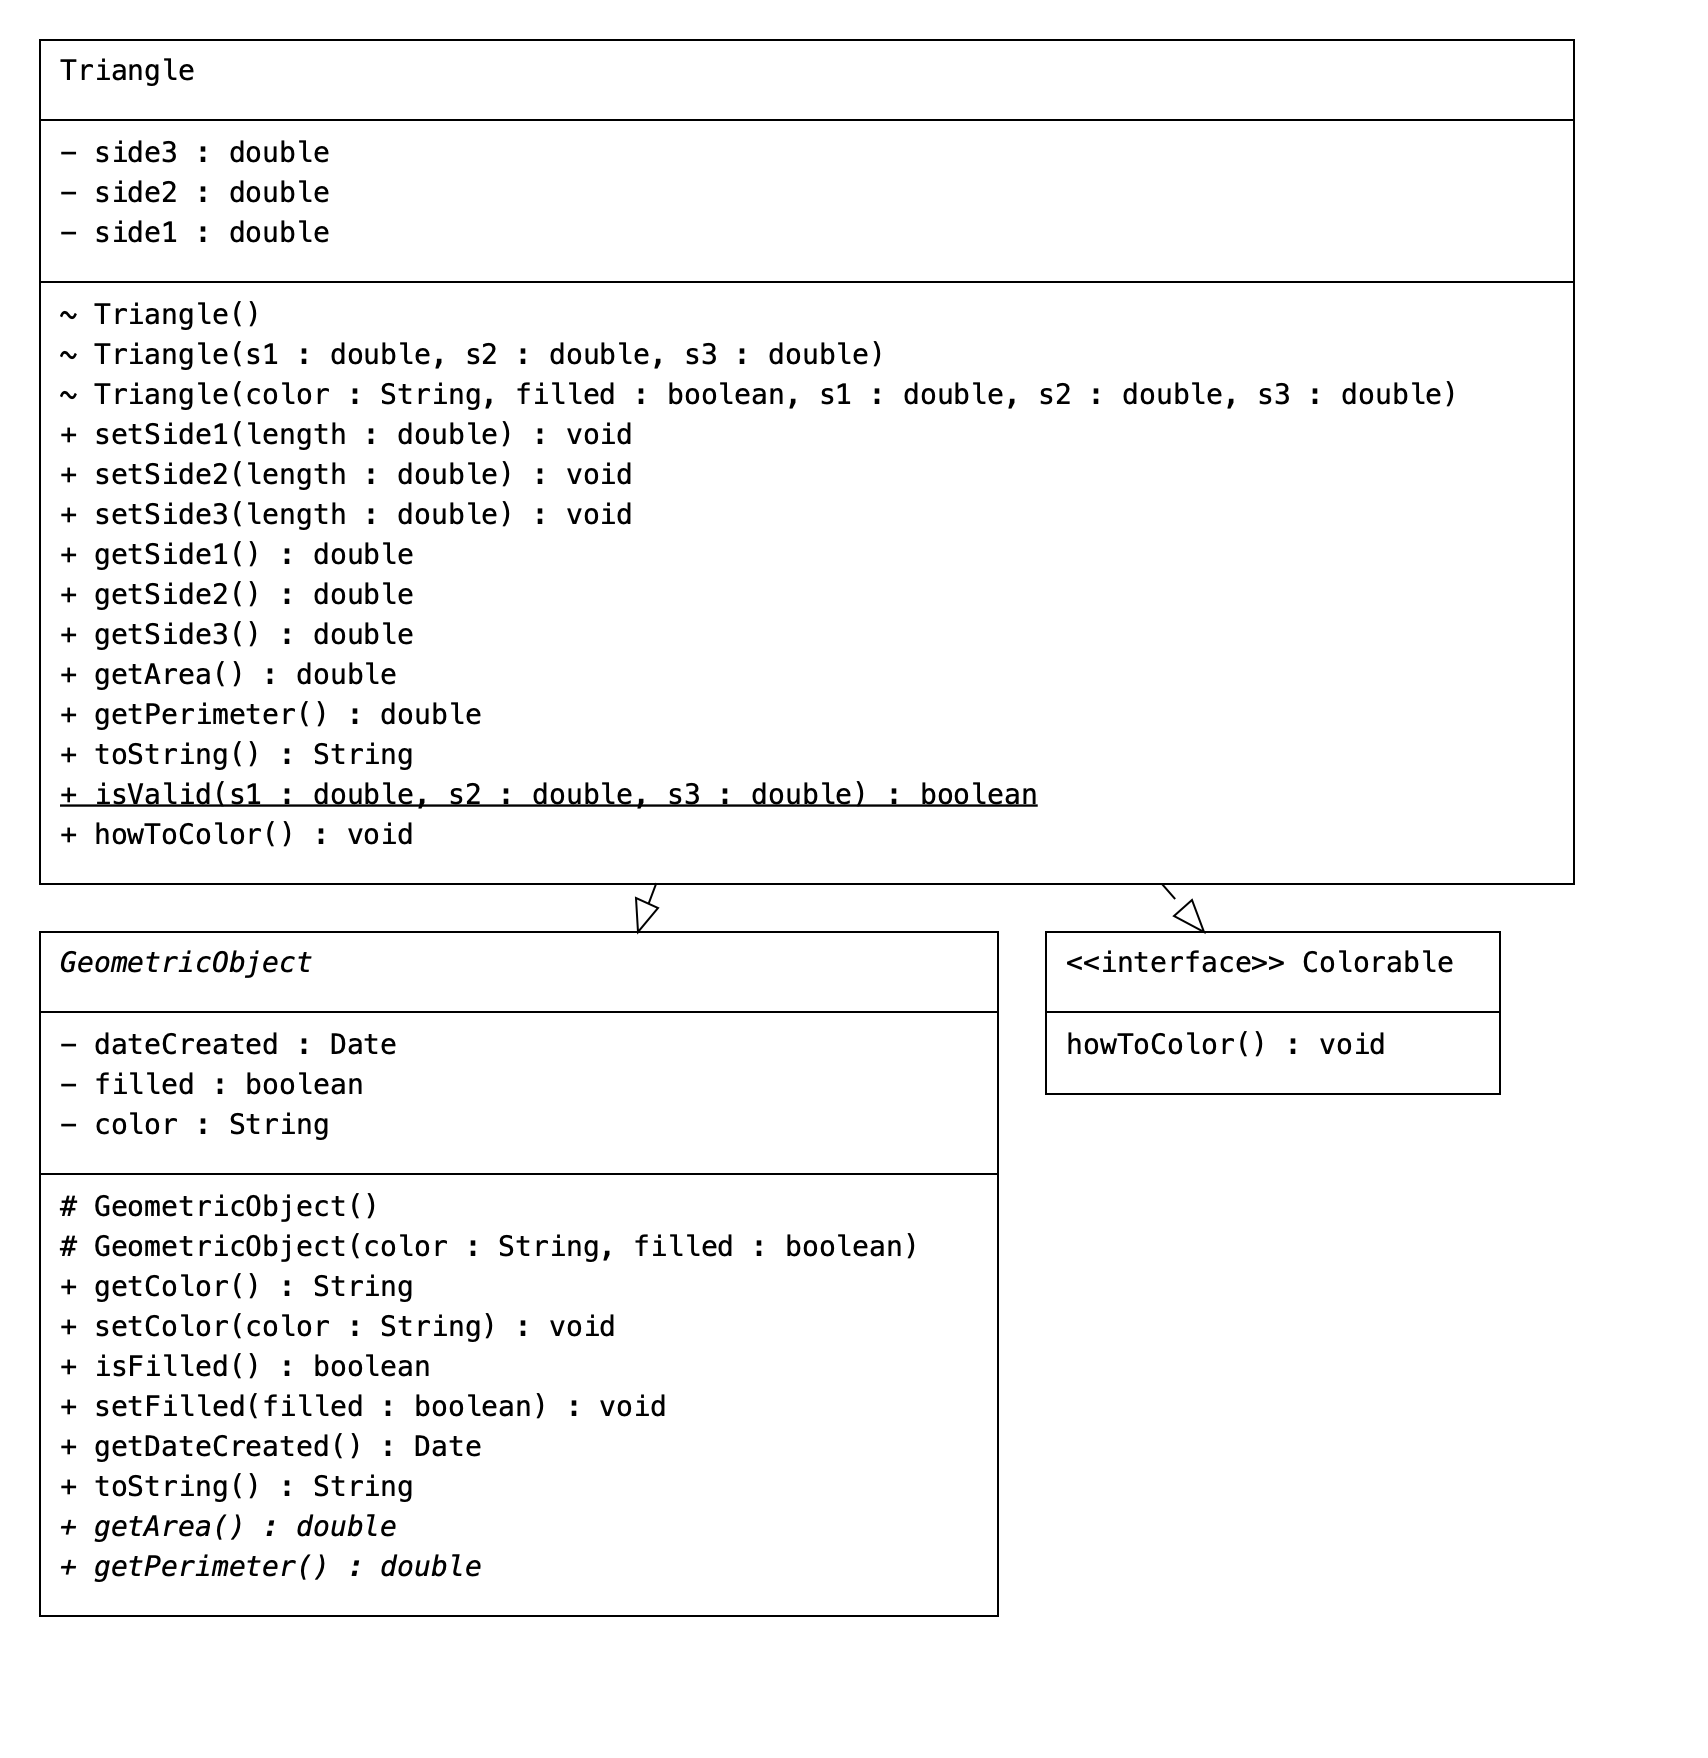 Triangle
- side3 : double
- side2 : double
- side1 : double
~ Triangle()
~ Triangle(s1 : double, s2 : double, s3 : double)
~ Triangle(color : String, filled : boolean, s1 : double, s2 : double, s3 : double)
+ setSide1(length : double) : void
+ setSide2(length : double) : void
+ setSide3(length : double) : void
+ getSide1() : double
+ getSide2() : double
+ getSide3() : double
+ getArea() : double
+ getPerimeter() : double
+ toString() : String
+ isValid(s1 : double, s2 : double, s3 : double) : boolean
+ howToColor() : void
GeometricObject
- dateCreated : Date
- filled : boolean
- color : String
# GeometricObject()
# GeometricObject(color : String, filled : boolean)
+ getColor() : String
+ setColor(color : String) : void
+ isFilled() : boolean
+ setFilled(filled : boolean) : void
+ getDateCreated() : Date
+ toString() : String
+ getArea() : double
+ getPerimeter() : double
<<interface>> Colorable
howToColor() : void